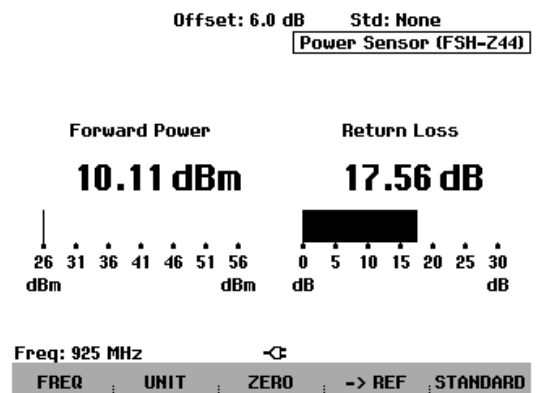 Offset: 6.0 dB Std: None
Power Sensor (FSH-Z44)
Forward Power Return Loss
10.11 dBm 17.56 dB
26 31 36 41 46 51 56 0 5 10 15 20 25 30
dBm dBm dB dB
Freq: 925 MHz
FREQ UNIT ZERO -> REF STANDARD